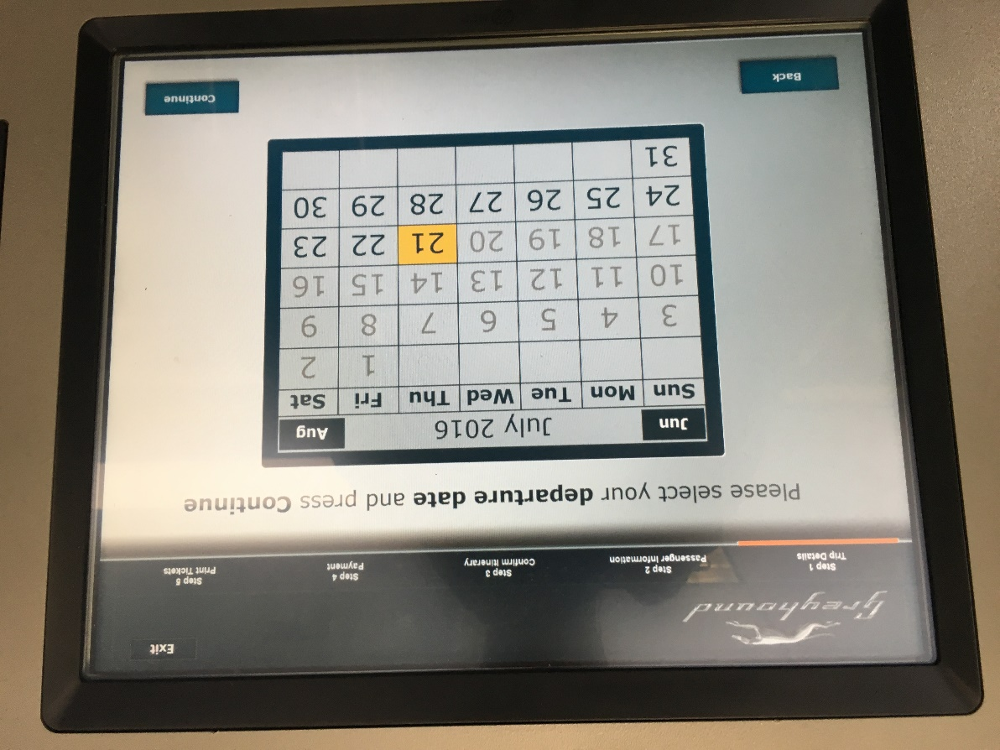 Greyhound
Exit
Step 1
Trip Details
Step 2
Passenger Information
Step 3
Confirm Itinerary
Step 4
Payment
Step 5
Print Tickets
Please select your departure date and press Continue
Jun July 2016 Aug
Sun Mon Tue Wed Thu Fri Sat
1 2
3 4 5 6 7 8 9
10 11 12 13 14 15 16
17 18 19 20 21 22 23
24 25 26 27 28 29 30
31
Back Continue